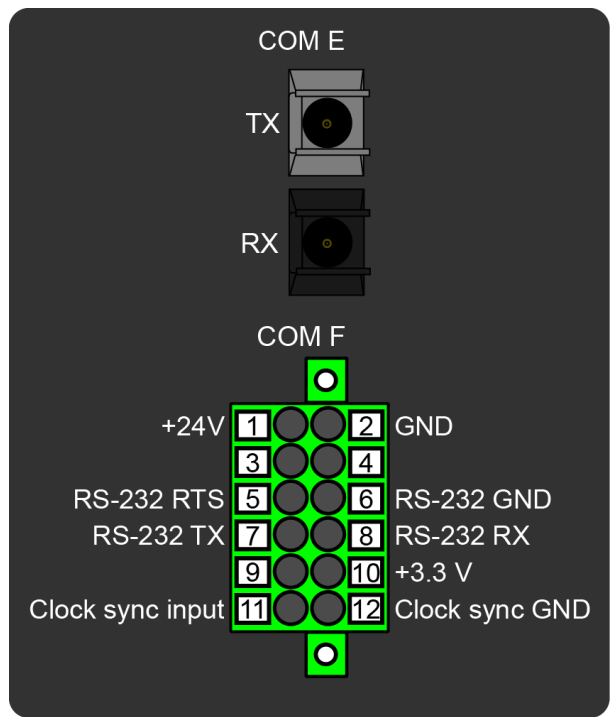 COM E
TX
RX
COM F
+24V 1 2 GND
3 4
RS-232 RTS 5 6 RS-232 GND
RS-232 TX 7 8 RS-232 RX
9 10 +3.3 V
Clock sync input 11 12 Clock sync GND